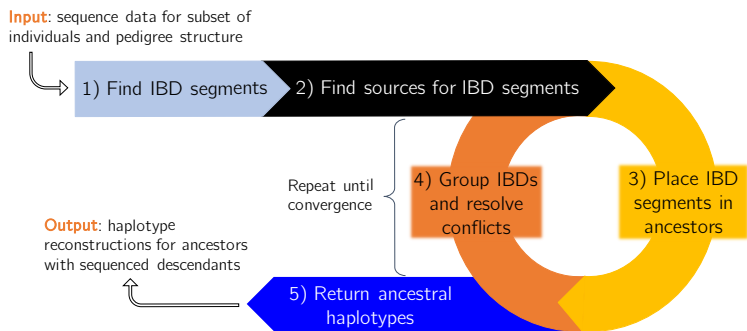 Input: sequence data for subset of
individuals and pedigree structure
1) Find IBD segments
2) Find sources for IBD segments
3) Place IBD
segments in
ancestors
4) Group IBDs
and resolve
conflicts
Repeat until
convergence
5) Return ancestral
haplotypes
Output: haplotype
reconstructions for ancestors
with sequenced descendants